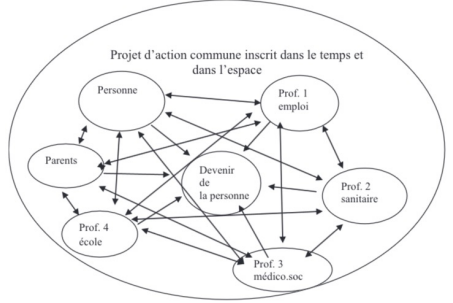 Projet d’action commune inscrit dans le temps et
dans l’espace
Personne
Prof. 1
emploi
Parents
Devenir
de
la personne
Prof. 2
sanitaire
Prof. 4
école
Prof. 3
médico.soc